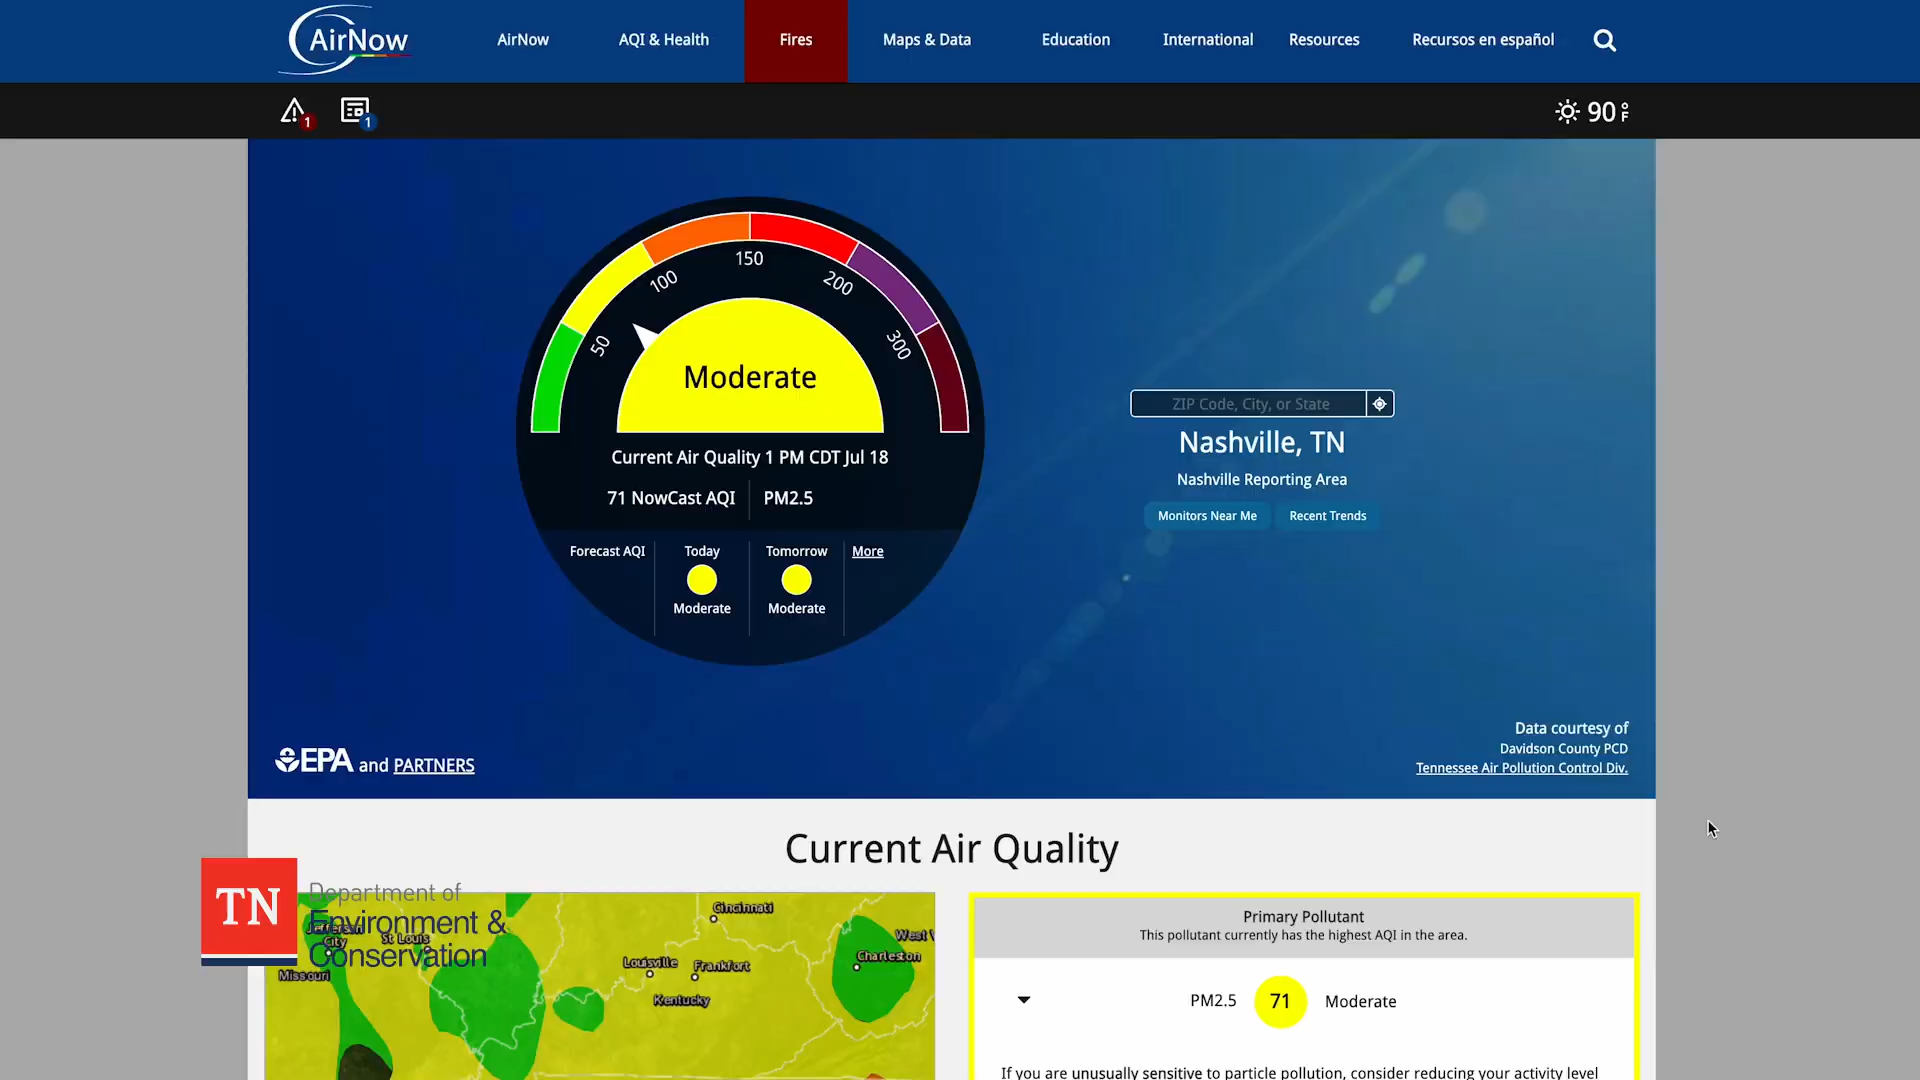 AirNow
AirNow
AQI & Health
Fires
Maps & Data
Education
International
Resources
Recursos en español
1
1
90 °F
50
100
150
200
300
Moderate
Current Air Quality 1 PM CDT Jul 18
71 NowCast AQI
PM2.5
Forecast AQI
Today
Moderate
Tomorrow
Moderate
More
ZIP Code, City, or State
Nashville, TN
Nashville Reporting Area
Monitors Near Me
Recent Trends
EPA and PARTNERS
Data courtesy of
Davidson County PCD
Tennessee Air Pollution Control Div.
Current Air Quality
TN
Department of
Environment &
Conservation
Jefferson
City
St Louis
Missouri
Cincinnati
Louisville
Frankfort
Kentucky
West V
Charleston
Primary Pollutant
This pollutant currently has the highest AQI in the area.
PM2.5
71
Moderate
If you are unusually sensitive to particle pollution, consider reducing your activity level